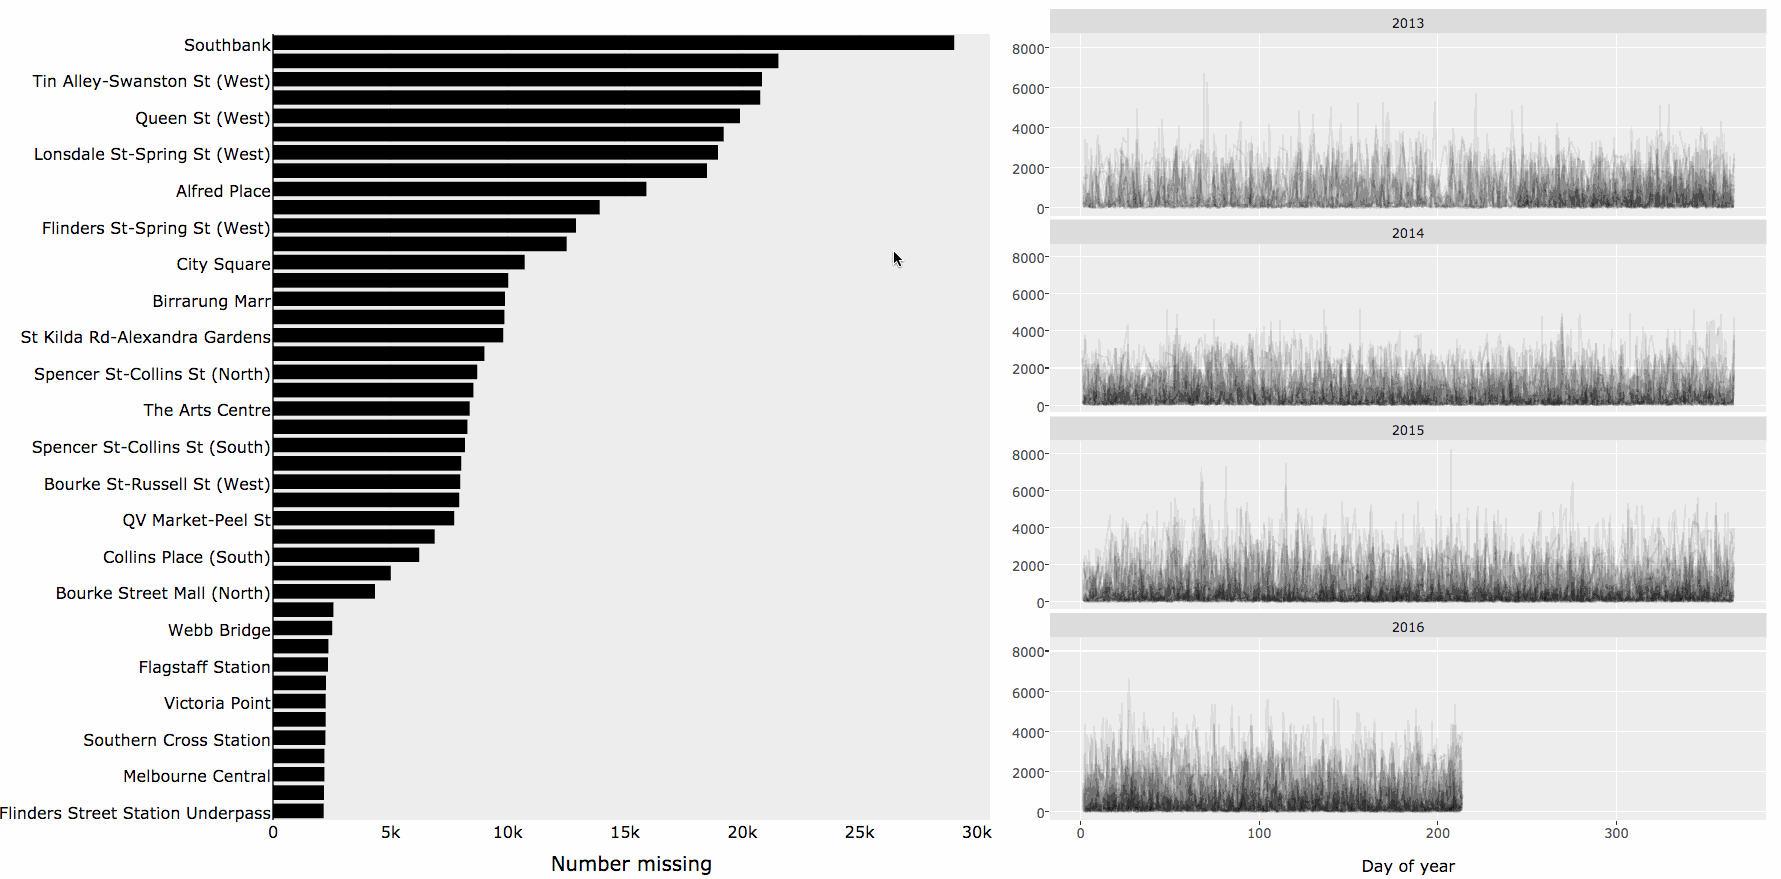 Southbank
Tin Alley-Swanston St (West)
Queen St (West)
Lonsdale St-Spring St (West)
Alfred Place
Flinders St-Spring St (West)
City Square
Birrarung Marr
St Kilda Rd-Alexandra Gardens
Spencer St-Collins St (North)
The Arts Centre
Spencer St-Collins St (South)
Bourke St-Russell St (West)
QV Market-Peel St
Collins Place (South)
Bourke Street Mall (North)
Webb Bridge
Flagstaff Station
Victoria Point
Southern Cross Station
Melbourne Central
Flinders Street Station Underpass
0 5k 10k 15k 20k 25k 30k
Number missing
2013
8000
6000
4000
2000
0
2014
8000
6000
4000
2000
0
2015
8000
6000
4000
2000
0
2016
8000
6000
4000
2000
0
0 100 200 300
Day of year